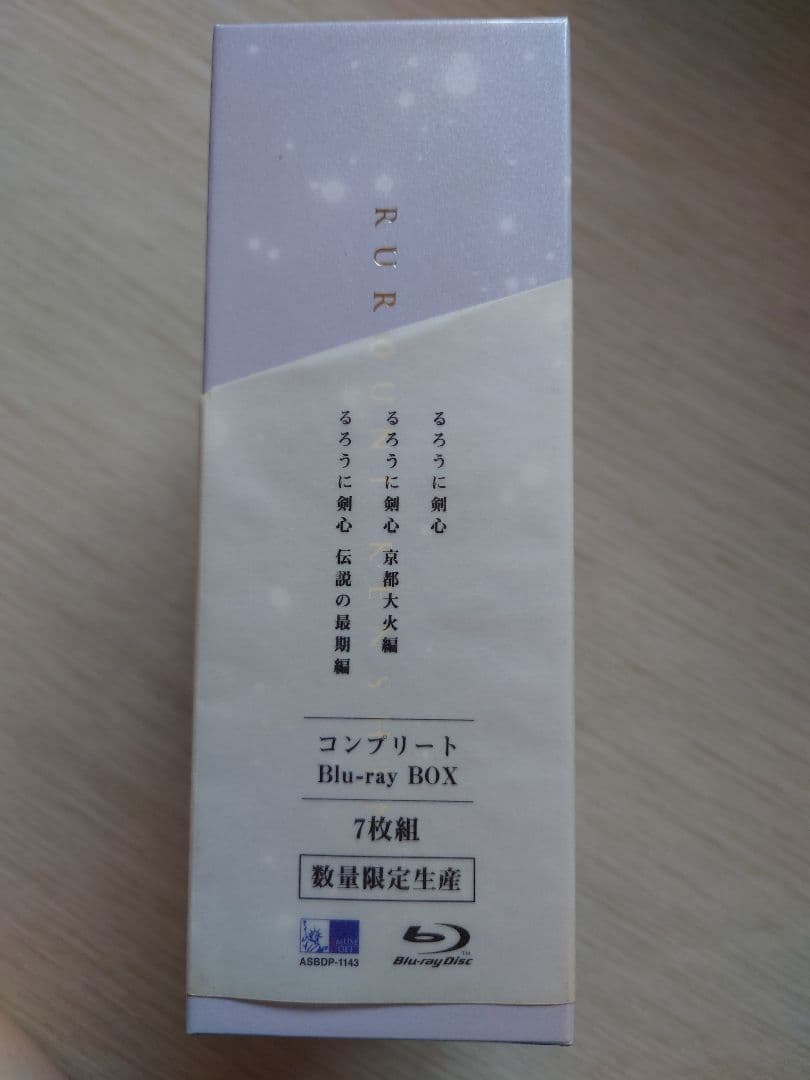 RUROUNI KENSHIN
るろうに剣心
るろうに剣心 京都大火編
るろうに剣心 伝説の最期編
コンプリート
Blu-ray BOX
7枚組
数量限定生産
ASBDP-1143
Blu-ray Disc
TM